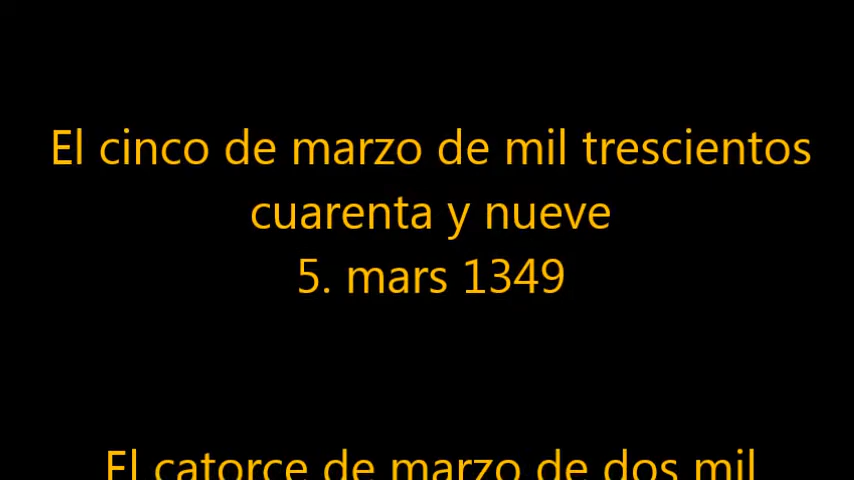 El cinco de marzo de mil trescientos
cuarenta y nueve
5. mars 1349
El catorce de marzo de dos mil